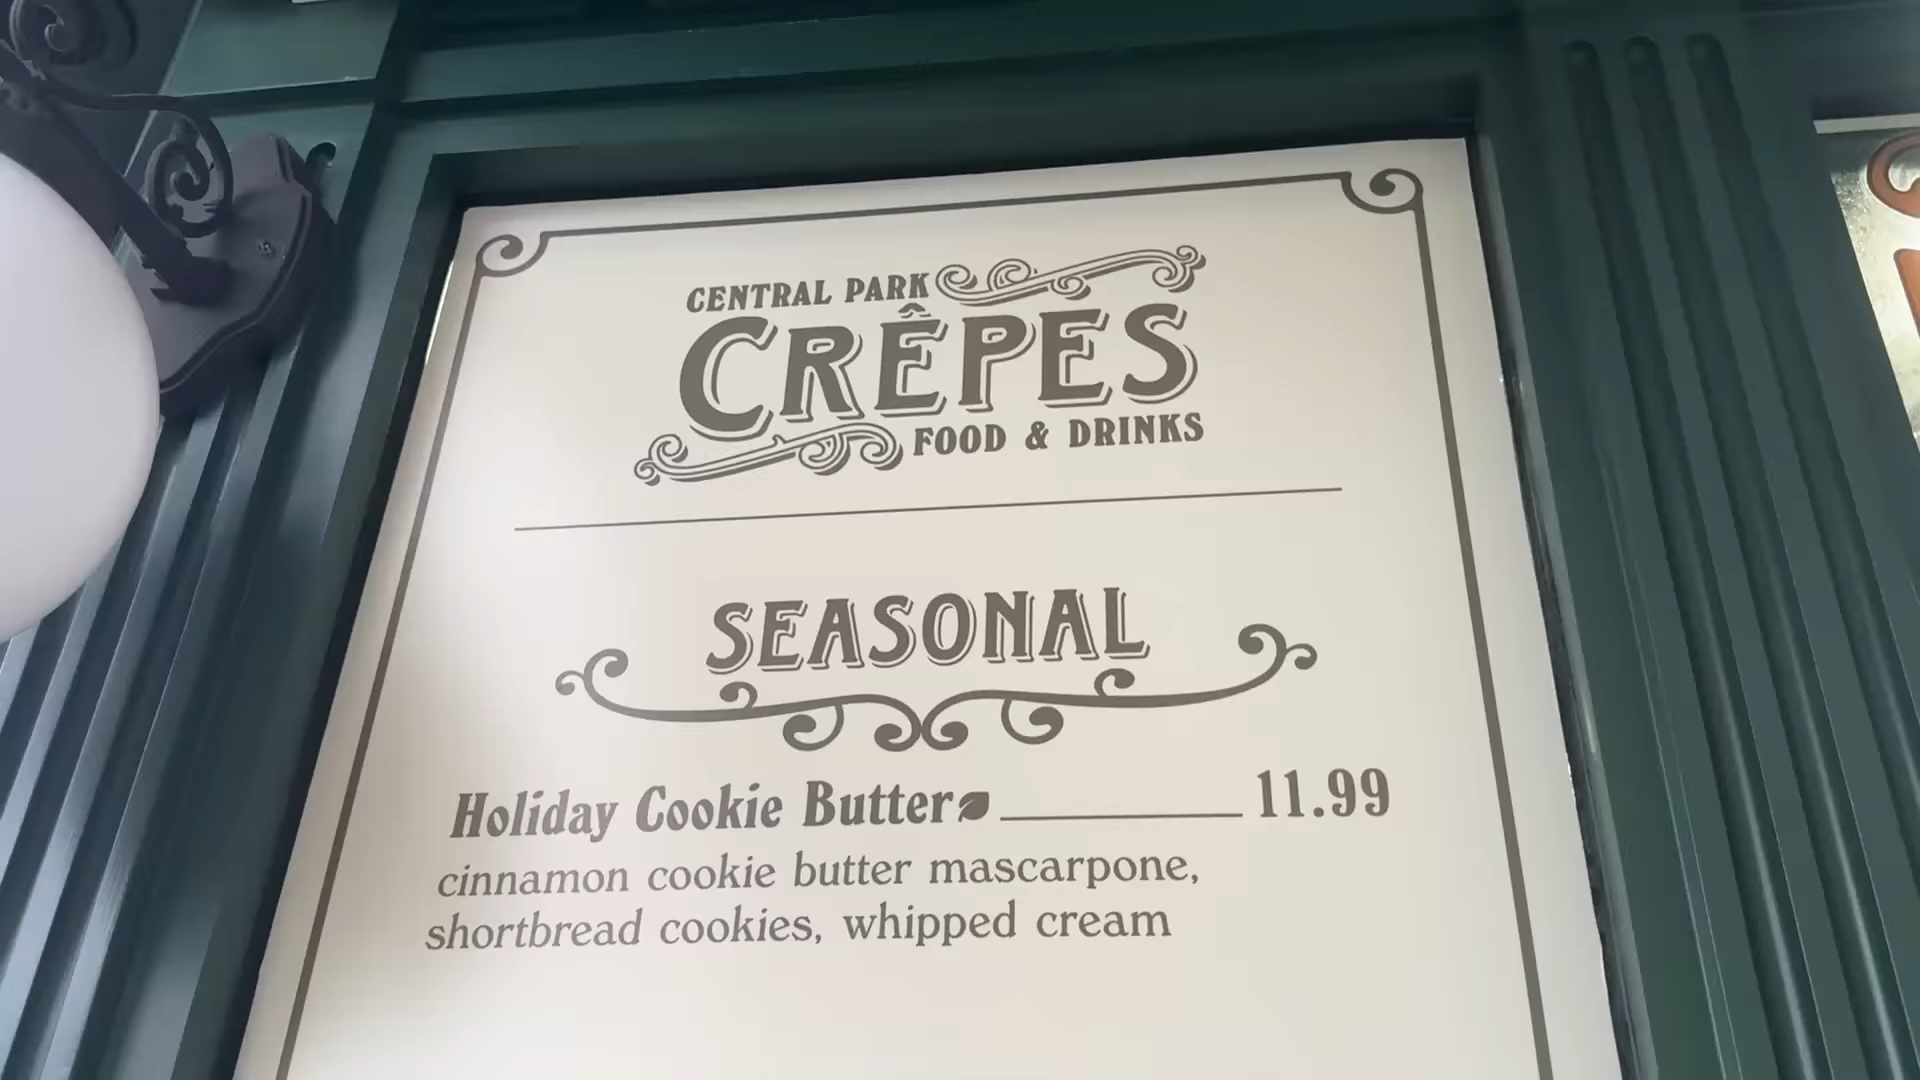 CENTRAL PARK
CRÊPES
FOOD & DRINKS
SEASONAL
Holiday Cookie Butter 11.99
cinnamon cookie butter mascarpone,
shortbread cookies, whipped cream